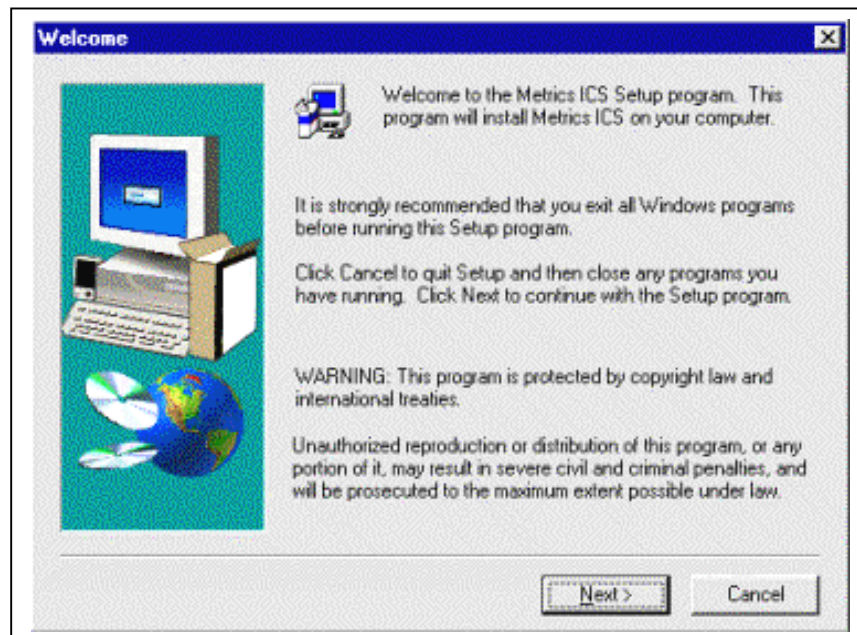 Welcome
Welcome to the Metrics ICS Setup program. This
program will install Metrics ICS on your computer.
It is strongly recommended that you exit all Windows programs
before running this Setup program.
Click Cancel to quit Setup and then close any programs you
have running. Click Next to continue with the Setup program.
WARNING: This program is protected by copyright law and
international treaties.
Unauthorized reproduction or distribution of this program, or any
portion of it, may result in severe civil and criminal penalties, and
will be prosecuted to the maximum extent possible under law.
Next >
Cancel